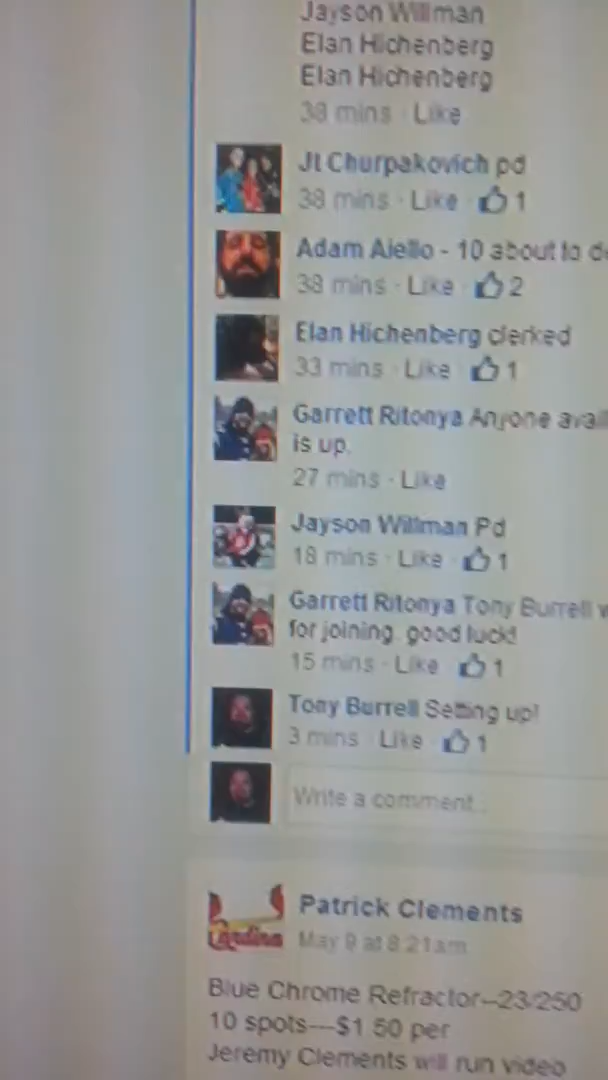 Jayson Willman
Elan Hichenberg
Elan Hichenberg
38 mins · Like
Jt Churpakovich pd
38 mins · Like · 1
Adam Aiello - 10 about to
38 mins · Like · 2
Elan Hichenberg clerked
33 mins · Like 1
Garrett Ritonya Anyone
is up.
27 mins · Like
Jayson Willman Pd
18 mins · Like · 1
Garrett Ritonya Tony Burrell
for joining. good luck!
15 mins · Like 1
Tony Burrell Setting up!
3 mins · Like · 1
Write a comment...
Patrick Clements
Cardinals
May 9 at 8:21am
Blue Chrome Refractor--23/250
10 spots---$1.50 per
Jeremy Clements will run video